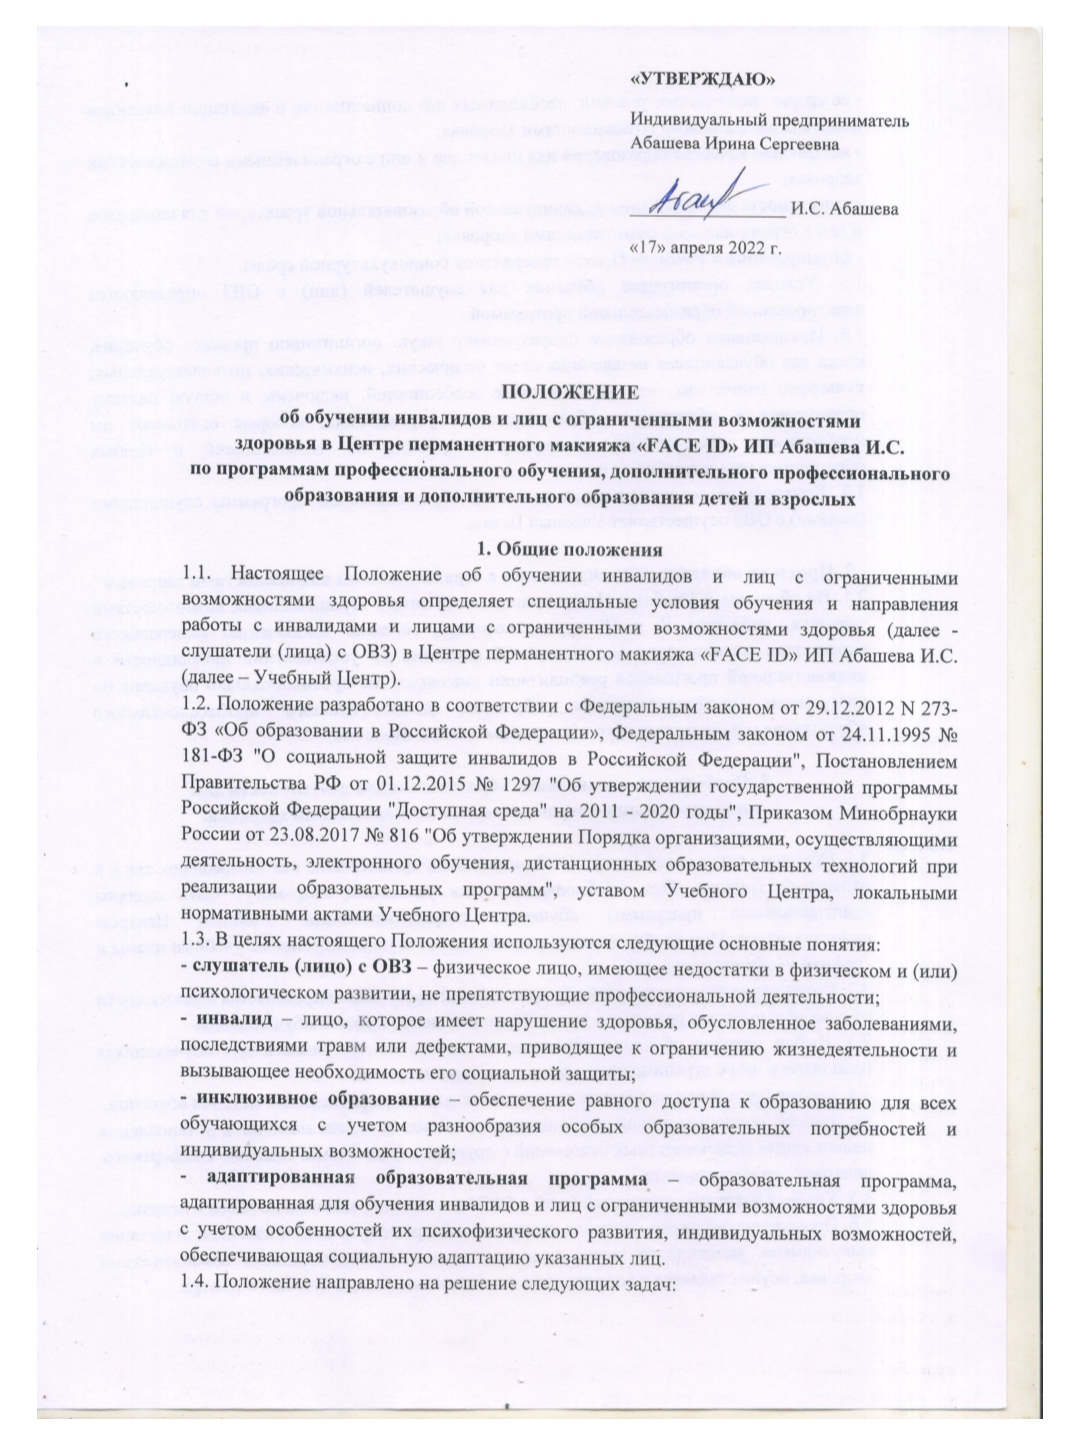 «УТВЕРЖДАЮ»
Индивидуальный предприниматель
Абашева Ирина Сергеевна
И.С. Абашева
«17» апреля 2022 г.
ПОЛОЖЕНИЕ
об обучении инвалидов и лиц с ограниченными возможностями
здоровья в Центре перманентного макияжа «FACE ID» ИП Абашева И.С.
по программам профессионального обучения, дополнительного профессионального
образования и дополнительного образования детей и взрослых
1. Общие положения
1.1. Настоящее Положение об обучении инвалидов и лиц с ограниченными
возможностями здоровья определяет специальные условия обучения и направления
работы с инвалидами и лицами с ограниченными возможностями здоровья (далее -
слушатели (лица) с ОВЗ) в Центре перманентного макияжа «FACE ID» ИП Абашева И.С.
(далее – Учебный Центр).
1.2. Положение разработано в соответствии с Федеральным законом от 29.12.2012 N 273-
ФЗ «Об образовании в Российской Федерации», Федеральным законом от 24.11.1995 №
181-ФЗ "О социальной защите инвалидов в Российской Федерации", Постановлением
Правительства РФ от 01.12.2015 № 1297 "Об утверждении государственной программы
Российской Федерации "Доступная среда" на 2011 - 2020 годы", Приказом Минобрнауки
России от 23.08.2017 № 816 "Об утверждении Порядка организациями, осуществляющими
деятельность, электронного обучения, дистанционных образовательных технологий при
реализации образовательных программ", уставом Учебного Центра, локальными
нормативными актами Учебного Центра.
1.3. В целях настоящего Положения используются следующие основные понятия:
- слушатель (лицо) с ОВЗ – физическое лицо, имеющее недостатки в физическом и (или)
психологическом развитии, не препятствующие профессиональной деятельности;
- инвалид – лицо, которое имеет нарушение здоровья, обусловленное заболеваниями,
последствиями травм или дефектами, приводящее к ограничению жизнедеятельности и
вызывающее необходимость его социальной защиты;
- инклюзивное образование – обеспечение равного доступа к образованию для всех
обучающихся с учетом разнообразия особых образовательных потребностей и
индивидуальных возможностей;
- адаптированная образовательная программа – образовательная программа,
адаптированная для обучения инвалидов и лиц с ограниченными возможностями здоровья
с учетом особенностей их психофизического развития, индивидуальных возможностей,
обеспечивающая социальную адаптацию указанных лиц.
1.4. Положение направлено на решение следующих задач: